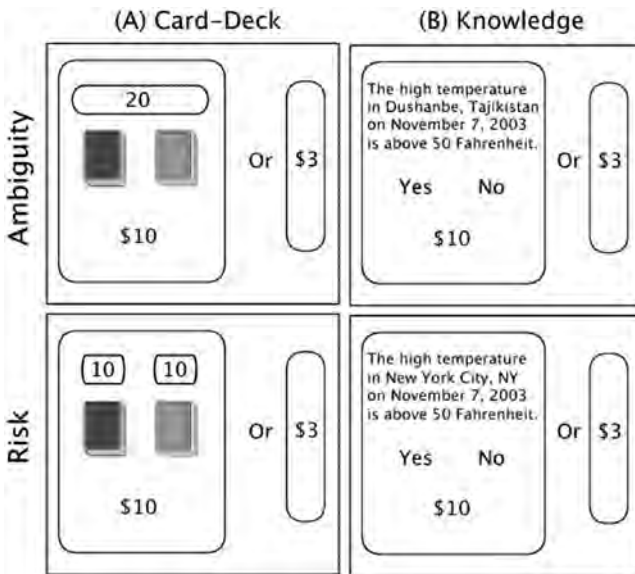 (A) Card–Deck
(B) Knowledge
Ambiguity
20
$10
Or
$3
The high temperature
in Dushanbe, Tajikistan
on November 7, 2003
is above 50 Fahrenheit.
Yes No
$10
Or
$3
Risk
10 10
$10
Or
$3
The high temperature
in New York City, NY
on November 7, 2003
is above 50 Fahrenheit.
Yes No
$10
Or
$3